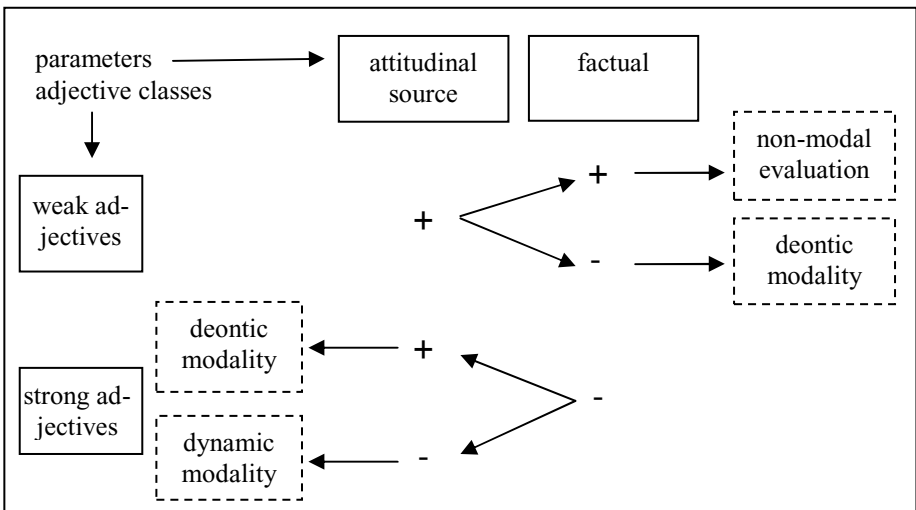 parameters
adjective classes
attitudinal
source
factual
non-modal
evaluation
weak ad-
jectives
+
+
-
deontic
modality
deontic
modality
+
strong ad-
jectives
-
dynamic
modality
-